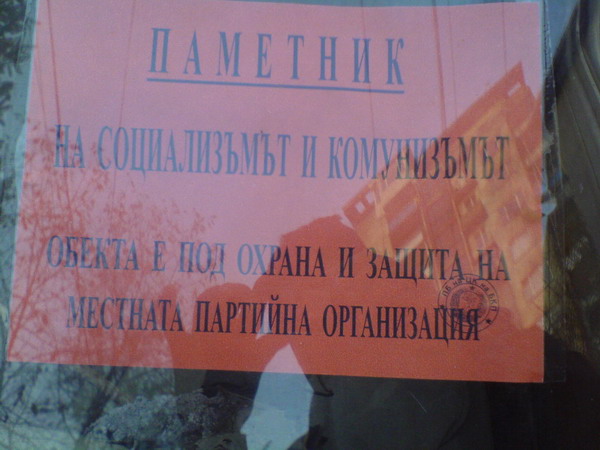 ПАМЕТНИК
НА СОЦИАЛИЗЪМЪТ И КОМУНИЗЪМЪТ
ОБЕКТА Е ПОД ОХРАНА И ЗАЩИТА НА
МЕСТНАТА ПАРТИЙНА ОРГАНИЗАЦИЯ